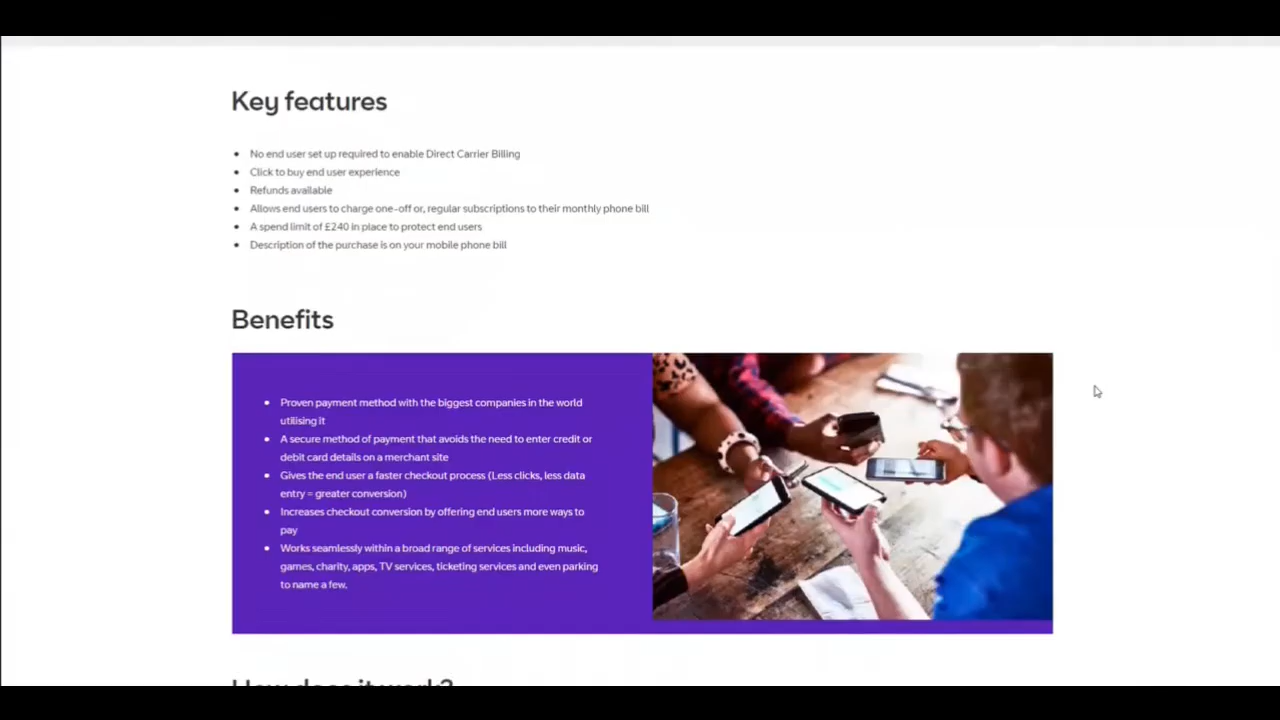 Key features
No end user set up required to enable Direct Carrier Billing
Click to buy end user experience
Refunds available
Allows end users to charge one-off or, regular subscriptions to their monthly phone bill
A spend limit of £240 in place to protect end users
Description of the purchase is on your mobile phone bill
Benefits
Proven payment method with the biggest companies in the world
utilising it
A secure method of payment that avoids the need to enter credit or
debit card details on a merchant site
Gives the end user a faster checkout process (Less clicks, less data
entry = greater conversion)
Increases checkout conversion by offering end users more ways to
pay
Works seamlessly within a broad range of services including music,
games, charity, apps, TV services, ticketing services and even parking
to name a few.
How does it work?